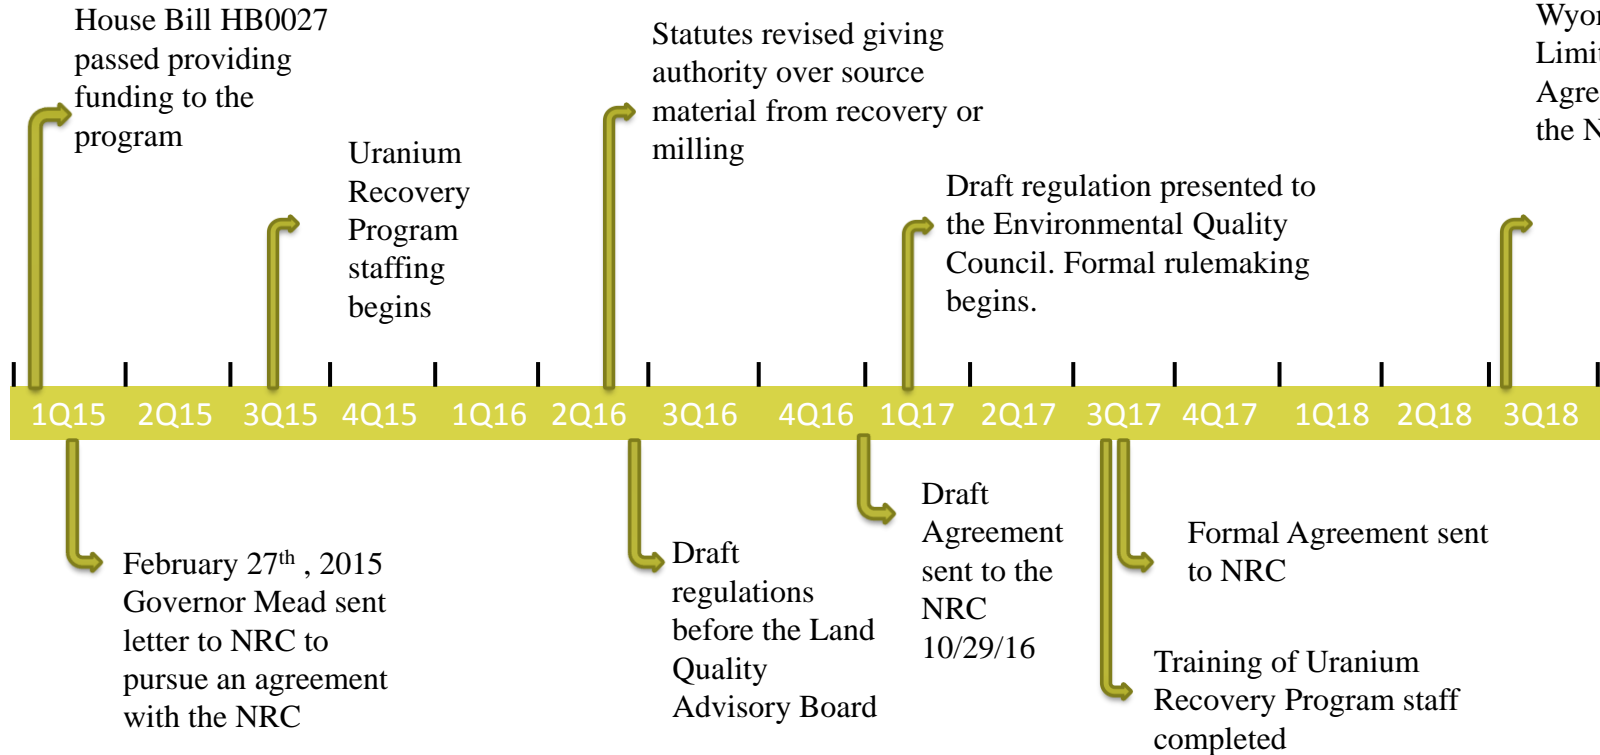 House Bill HB0027
passed providing
funding to the
program
Uranium
Recovery
Program
staffing
begins
Statutes revised giving
authority over source
material from recovery or
milling
Draft regulation presented to
the Environmental Quality
Council. Formal rulemaking
begins.
the
1Q15 2Q15 3Q15 4Q15 1Q16 2Q16 3Q16 4Q16 1Q17 2Q17 3Q17 4Q17 1Q18 2Q18 3Q18
February 27th , 2015
Governor Mead sent
letter to NRC to
pursue an agreement
with the NRC
Draft
regulations
before the Land
Quality
Advisory Board
Draft
Agreement
sent to the
NRC
10/29/16
Formal Agreement sent
to NRC
Training of Uranium
Recovery Program staff
completed